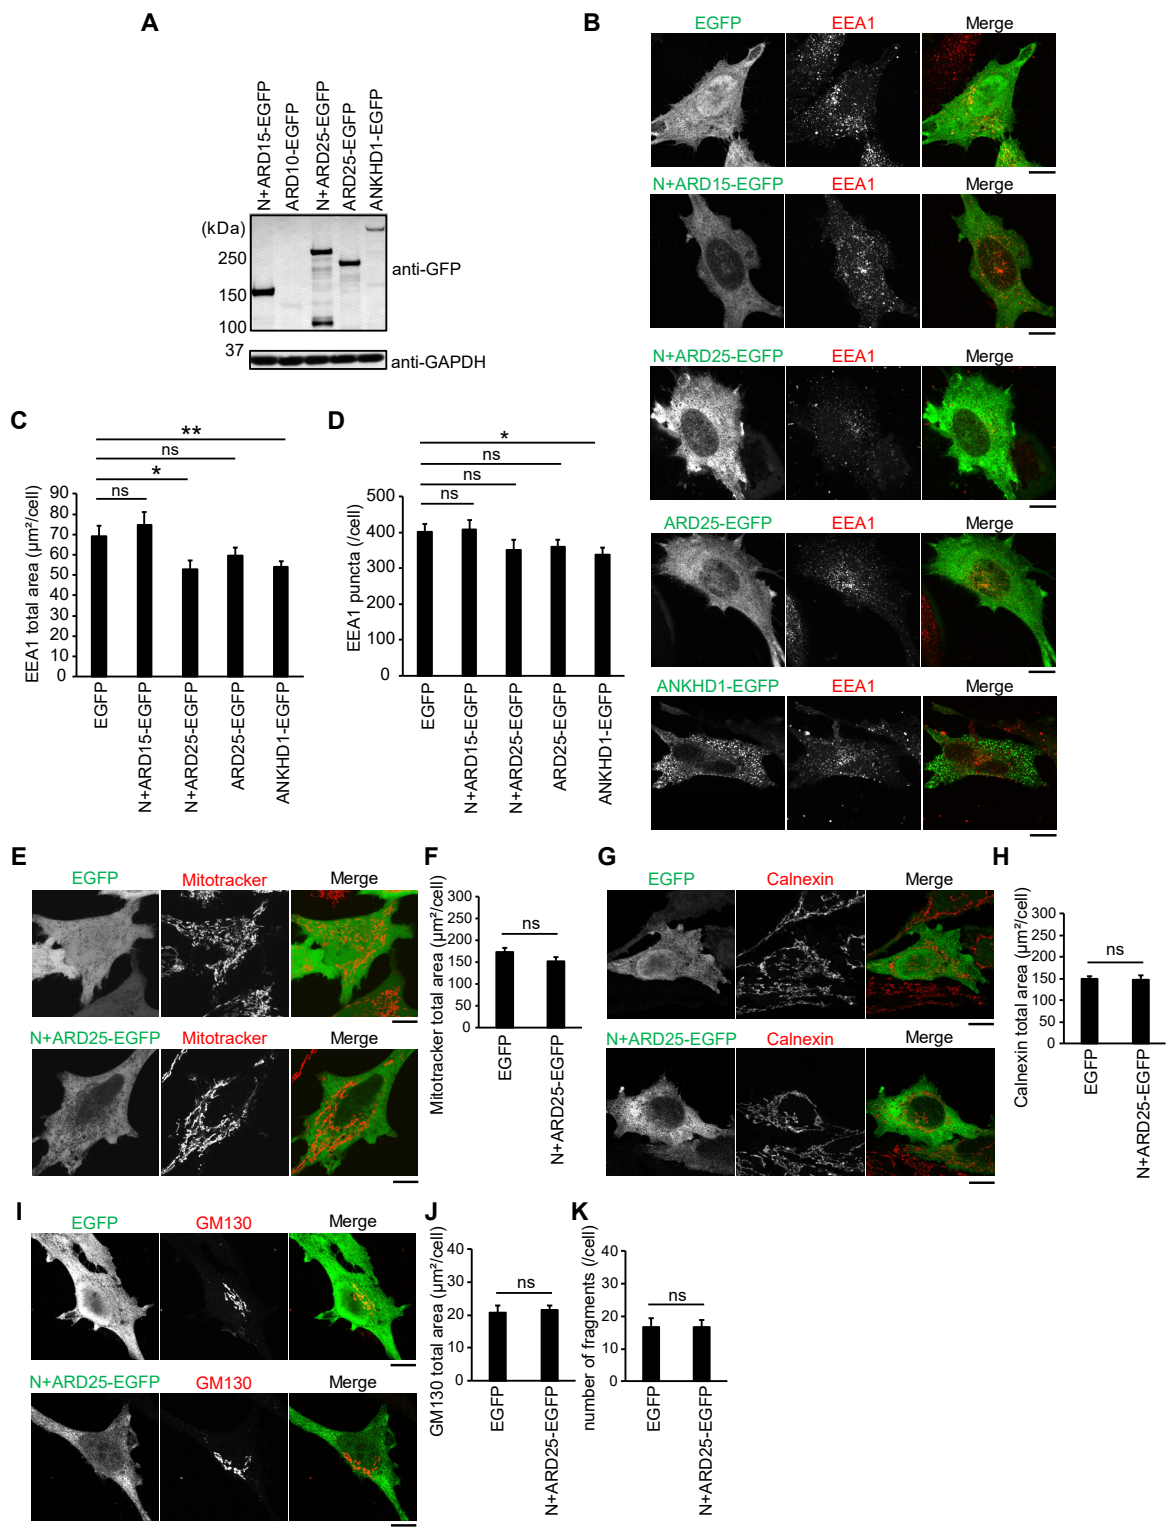 A
N+ARD15-EGFP
ARD10-EGFP
N+ARD25-EGFP
ARD25-EGFP
ANKHD1-EGFP
(kDa)
250
150
100
37
anti-GFP
anti-GAPDH
B
EGFP EEA1 Merge
N+ARD15-EGFP EEA1 Merge
N+ARD25-EGFP EEA1 Merge
ARD25-EGFP EEA1 Merge
ANKHD1-EGFP EEA1 Merge
C
**
ns
*
ns
EEA1 total area (µm²/cell)
90
80
70
60
50
40
30
20
10
0
EGFP
N+ARD15-EGFP
N+ARD25-EGFP
ARD25-EGFP
ANKHD1-EGFP
D
*
ns
ns
ns
EEA1 puncta (/cell)
500
400
300
200
100
0
EGFP
N+ARD15-EGFP
N+ARD25-EGFP
ARD25-EGFP
ANKHD1-EGFP
E
EGFP Mitotracker Merge
N+ARD25-EGFP Mitotracker Merge
F
Mitotracker total area (µm²/cell)
300
250
200
150
100
50
0
ns
EGFP
N+ARD25-EGFP
G
EGFP Calnexin Merge
N+ARD25-EGFP Calnexin Merge
H
Calnexin total area (µm²/cell)
300
250
200
150
100
50
0
ns
EGFP
N+ARD25-EGFP
I
EGFP GM130 Merge
N+ARD25-EGFP GM130 Merge
J
GM130 total area (µm²/cell)
40
30
20
10
0
ns
EGFP
N+ARD25-EGFP
K
number of fragments (/cell)
40
30
20
10
0
ns
EGFP
N+ARD25-EGFP